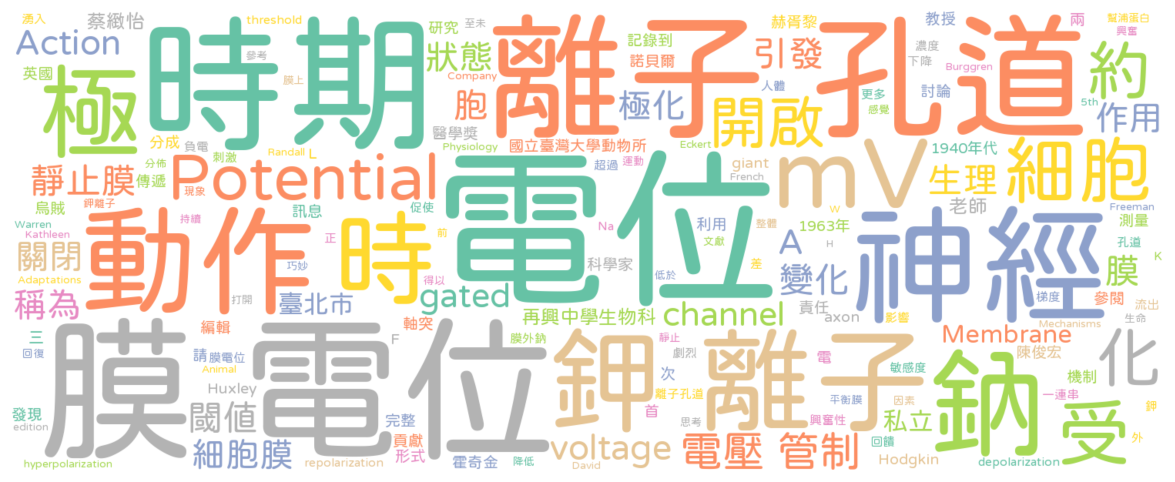 湧入 蔡緻怡 threshold 研究 記錄到 赫胥黎 教授 兩 幫浦蛋白
Action 時期 離子孔道 約 興奮
參考 狀態 諾貝爾 引發 濃度 下降 Burggren
英國 極 膜上 Company 胞 極化 人體 開啟 更多 討論 5th 作用
分成 負電 醫學獎 國立臺灣大學動物所 感覺
分佈 刺激 Randall L Physiology Eckert 超過 運動 giant mV 1940年代 細胞
靜止膜 傳遞 現象 Potential 電位 French 生理
烏賊 鉀離子 訊息 促使 利用 老師 Freeman
Warren 持續 動作 正 時 前 Na 文獻 1963年 W 神經 測量
Kathleen 整體 A H 孔道
關閉 巧妙 得以 科學家 低於 差 變化 梯度 膜 K
Adaptations 打開 臺北市 gated 責任 影響 參閱 流出
稱為 編輯 軸突 再興中學生物科 channel axon Mechanisms 生命
三 F 膜外鈉 靜止 電 Membrane
回復 請 膜電位 膜電位 鉀離子 劇烈 陳俊宏 鈉 化
Animal Huxley 次 離子孔道 敏感度 機制 一連串
發現 閾值 完整 首 平衡膜 因素 鉀
edition 貢獻 思考 興奮性 私立 受 外
細胞膜 形式 voltage 電壓 管制 回饋
hyperpolarization repolarization 霍奇金 降低 David Hodgkin depolarization